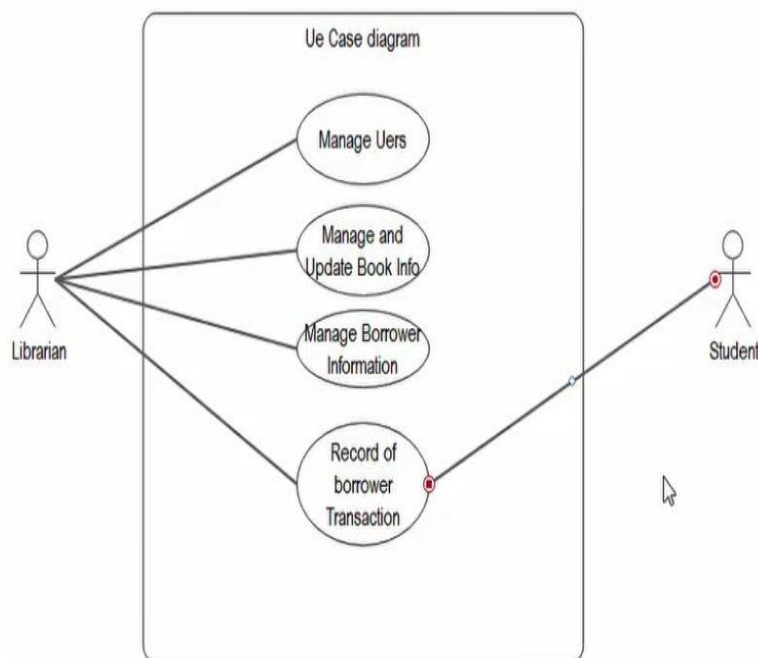 Ue Case diagram
Manage Uers
Manage and
Update Book Info
Manage Borrower
Information
Record of
borrower
Transaction
Librarian
Student